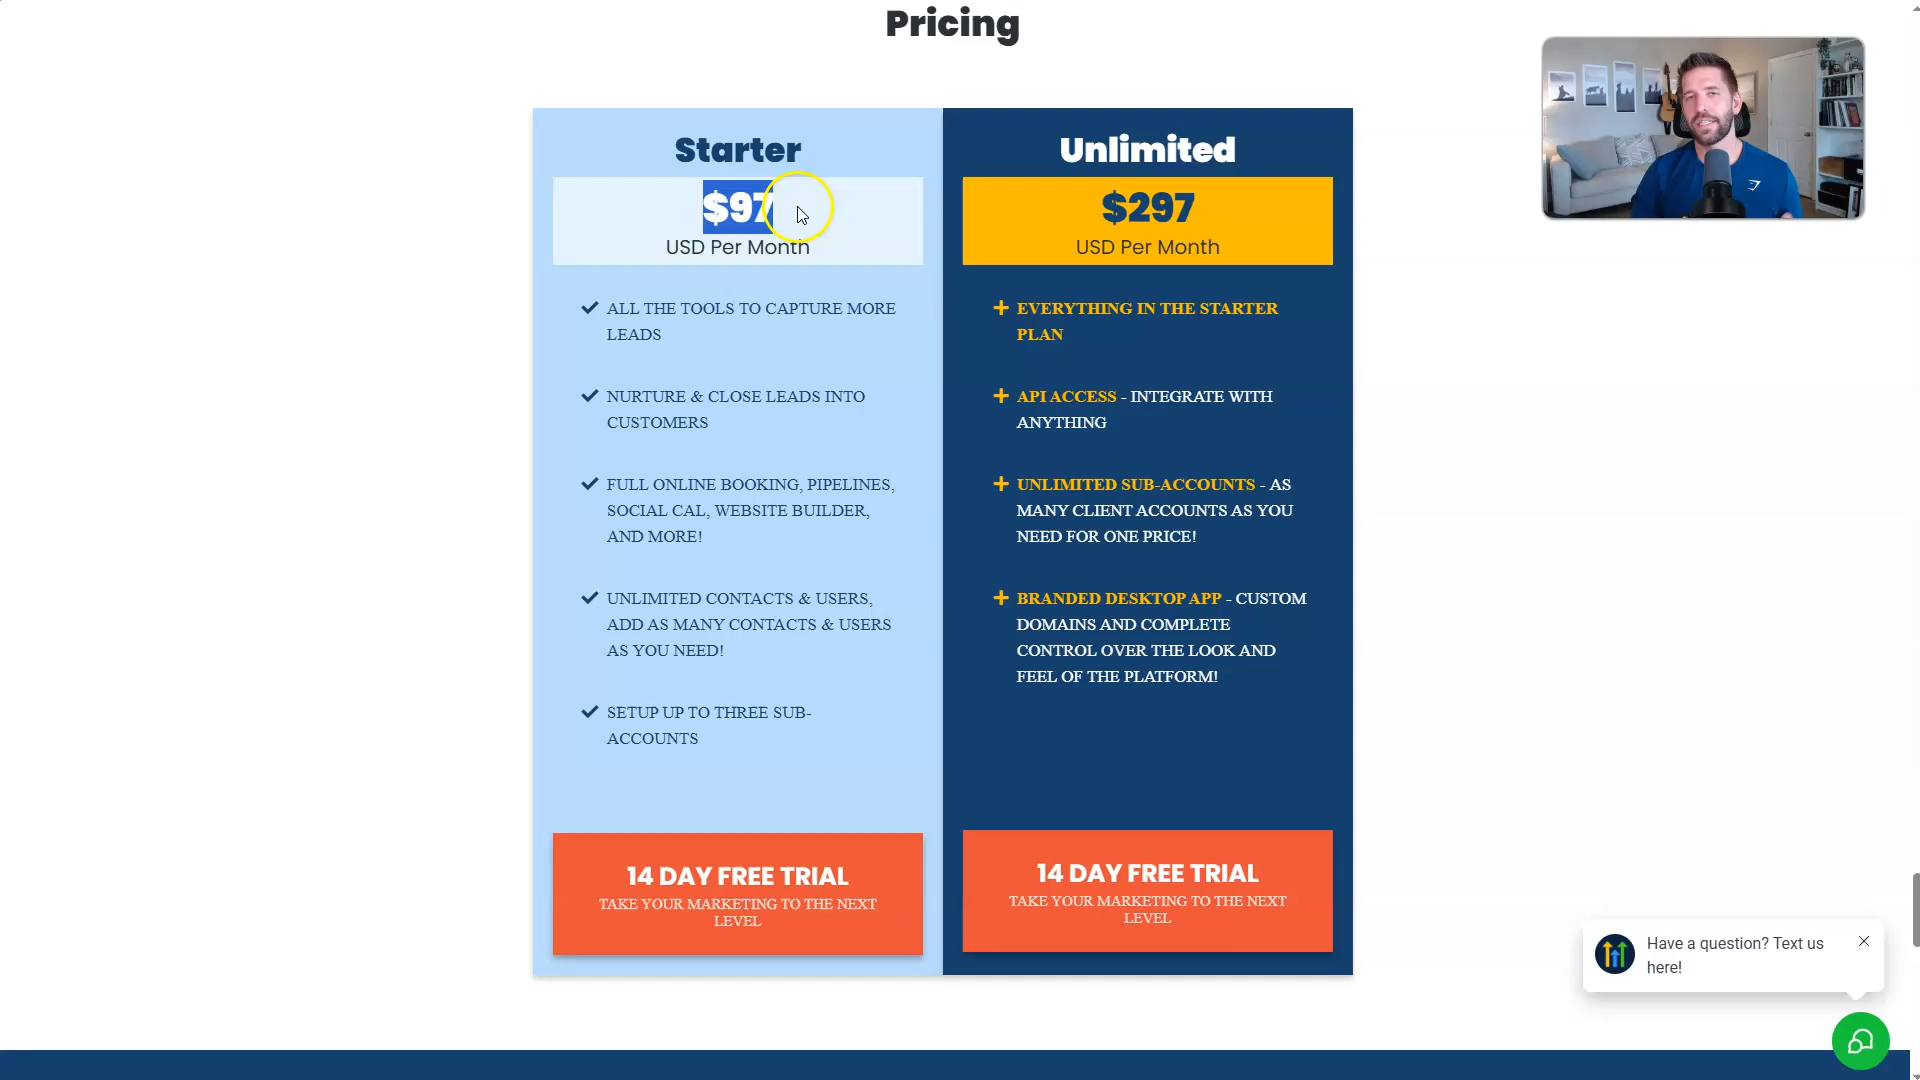 Pricing
Starter
$97
USD Per Month
ALL THE TOOLS TO CAPTURE MORE
LEADS
NURTURE & CLOSE LEADS INTO
CUSTOMERS
FULL ONLINE BOOKING, PIPELINES,
SOCIAL CAL, WEBSITE BUILDER,
AND MORE!
UNLIMITED CONTACTS & USERS,
ADD AS MANY CONTACTS & USERS
AS YOU NEED!
SETUP UP TO THREE SUB-
ACCOUNTS
14 DAY FREE TRIAL
TAKE YOUR MARKETING TO THE NEXT
LEVEL
Unlimited
$297
USD Per Month
EVERYTHING IN THE STARTER
PLAN
API ACCESS - INTEGRATE WITH
ANYTHING
UNLIMITED SUB-ACCOUNTS - AS
MANY CLIENT ACCOUNTS AS YOU
NEED FOR ONE PRICE!
BRANDED DESKTOP APP - CUSTOM
DOMAINS AND COMPLETE
CONTROL OVER THE LOOK AND
FEEL OF THE PLATFORM!
14 DAY FREE TRIAL
TAKE YOUR MARKETING TO THE NEXT
LEVEL
Have a question? Text us
here!